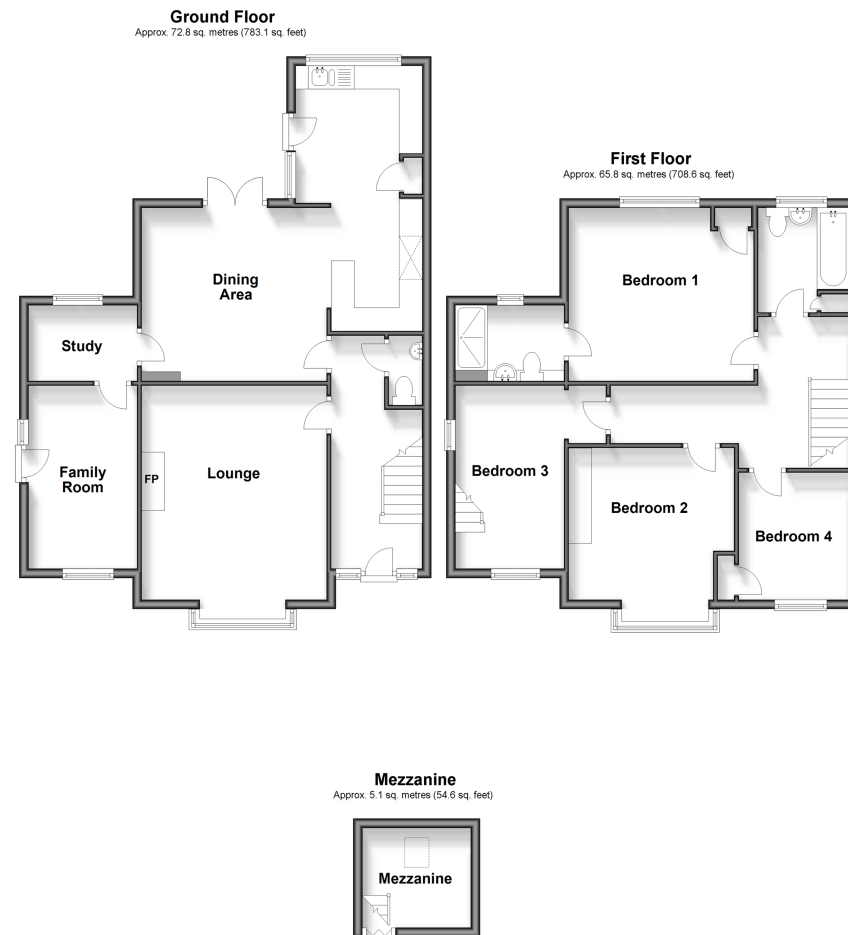 Ground Floor
Approx. 72.8 sq. metres (783.1 sq. feet)
Dining
Area
Study
Family
Room
FP
Lounge
First Floor
Approx. 65.8 sq. metres (708.6 sq. feet)
Bedroom 1
Bedroom 3
Bedroom 2
Bedroom 4
Mezzanine
Approx. 5.1 sq. metres (54.6 sq. feet)
Mezzanine